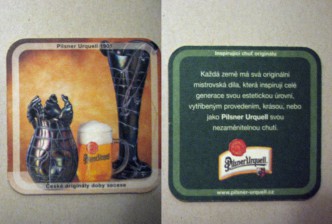 Pilsner Urquell 1997
České originály doby secese
Inspirující chuť originálu
Každá země má svá originální
mistrovská díla, která inspirují celé
generace svou estetickou úrovní,
vytříbeným provedením, krásou, nebo
jako Pilsner Urquell svou
nezaměnitelnou chutí.
Pilsner Urquell
www.pilsner-urquell.cz